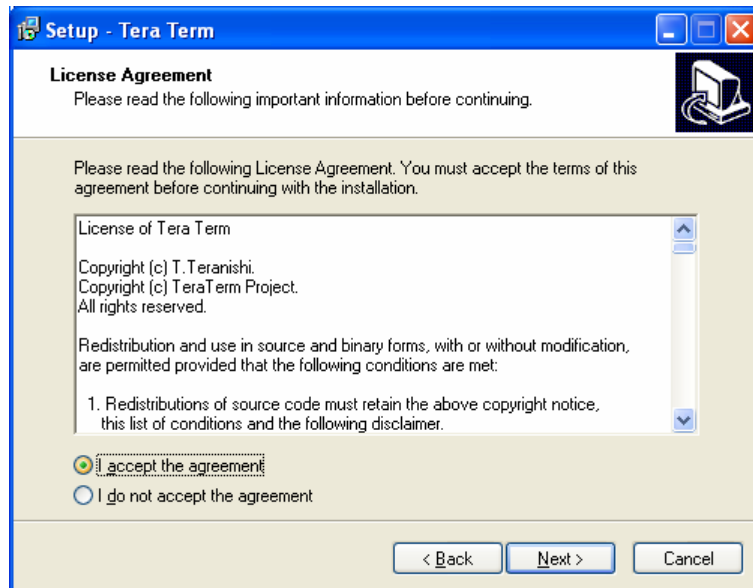 Setup - Tera Term
License Agreement
Please read the following important information before continuing.
Please read the following License Agreement. You must accept the terms of this
agreement before continuing with the installation.
License of Tera Term
Copyright (c) T.Teranishi.
Copyright (c) TeraTerm Project.
All rights reserved.
Redistribution and use in source and binary forms, with or without modification,
are permitted provided that the following conditions are met:
1. Redistributions of source code must retain the above copyright notice,
this list of conditions and the following disclaimer.
I accept the agreement
I do not accept the agreement
< Back Next > Cancel